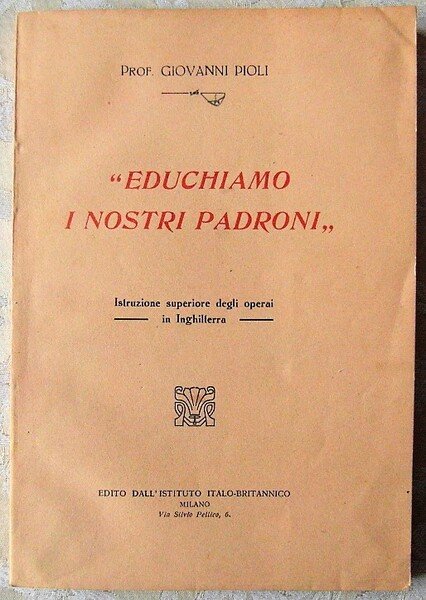 PROF. GIOVANNI PIOLI
“EDUCHIAMO
I NOSTRI PADRONI„
Istruzione superiore degli operai
in Inghilterra
EDITO DALL'ISTITUTO ITALO-BRITANNICO
MILANO
Via Silvio Pellico, 6.